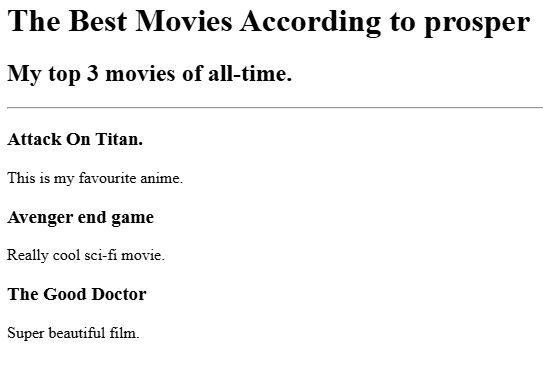 The Best Movies According to prosper
My top 3 movies of all-time.
Attack On Titan.
This is my favourite anime.
Avenger end game
Really cool sci-fi movie.
The Good Doctor
Super beautiful film.